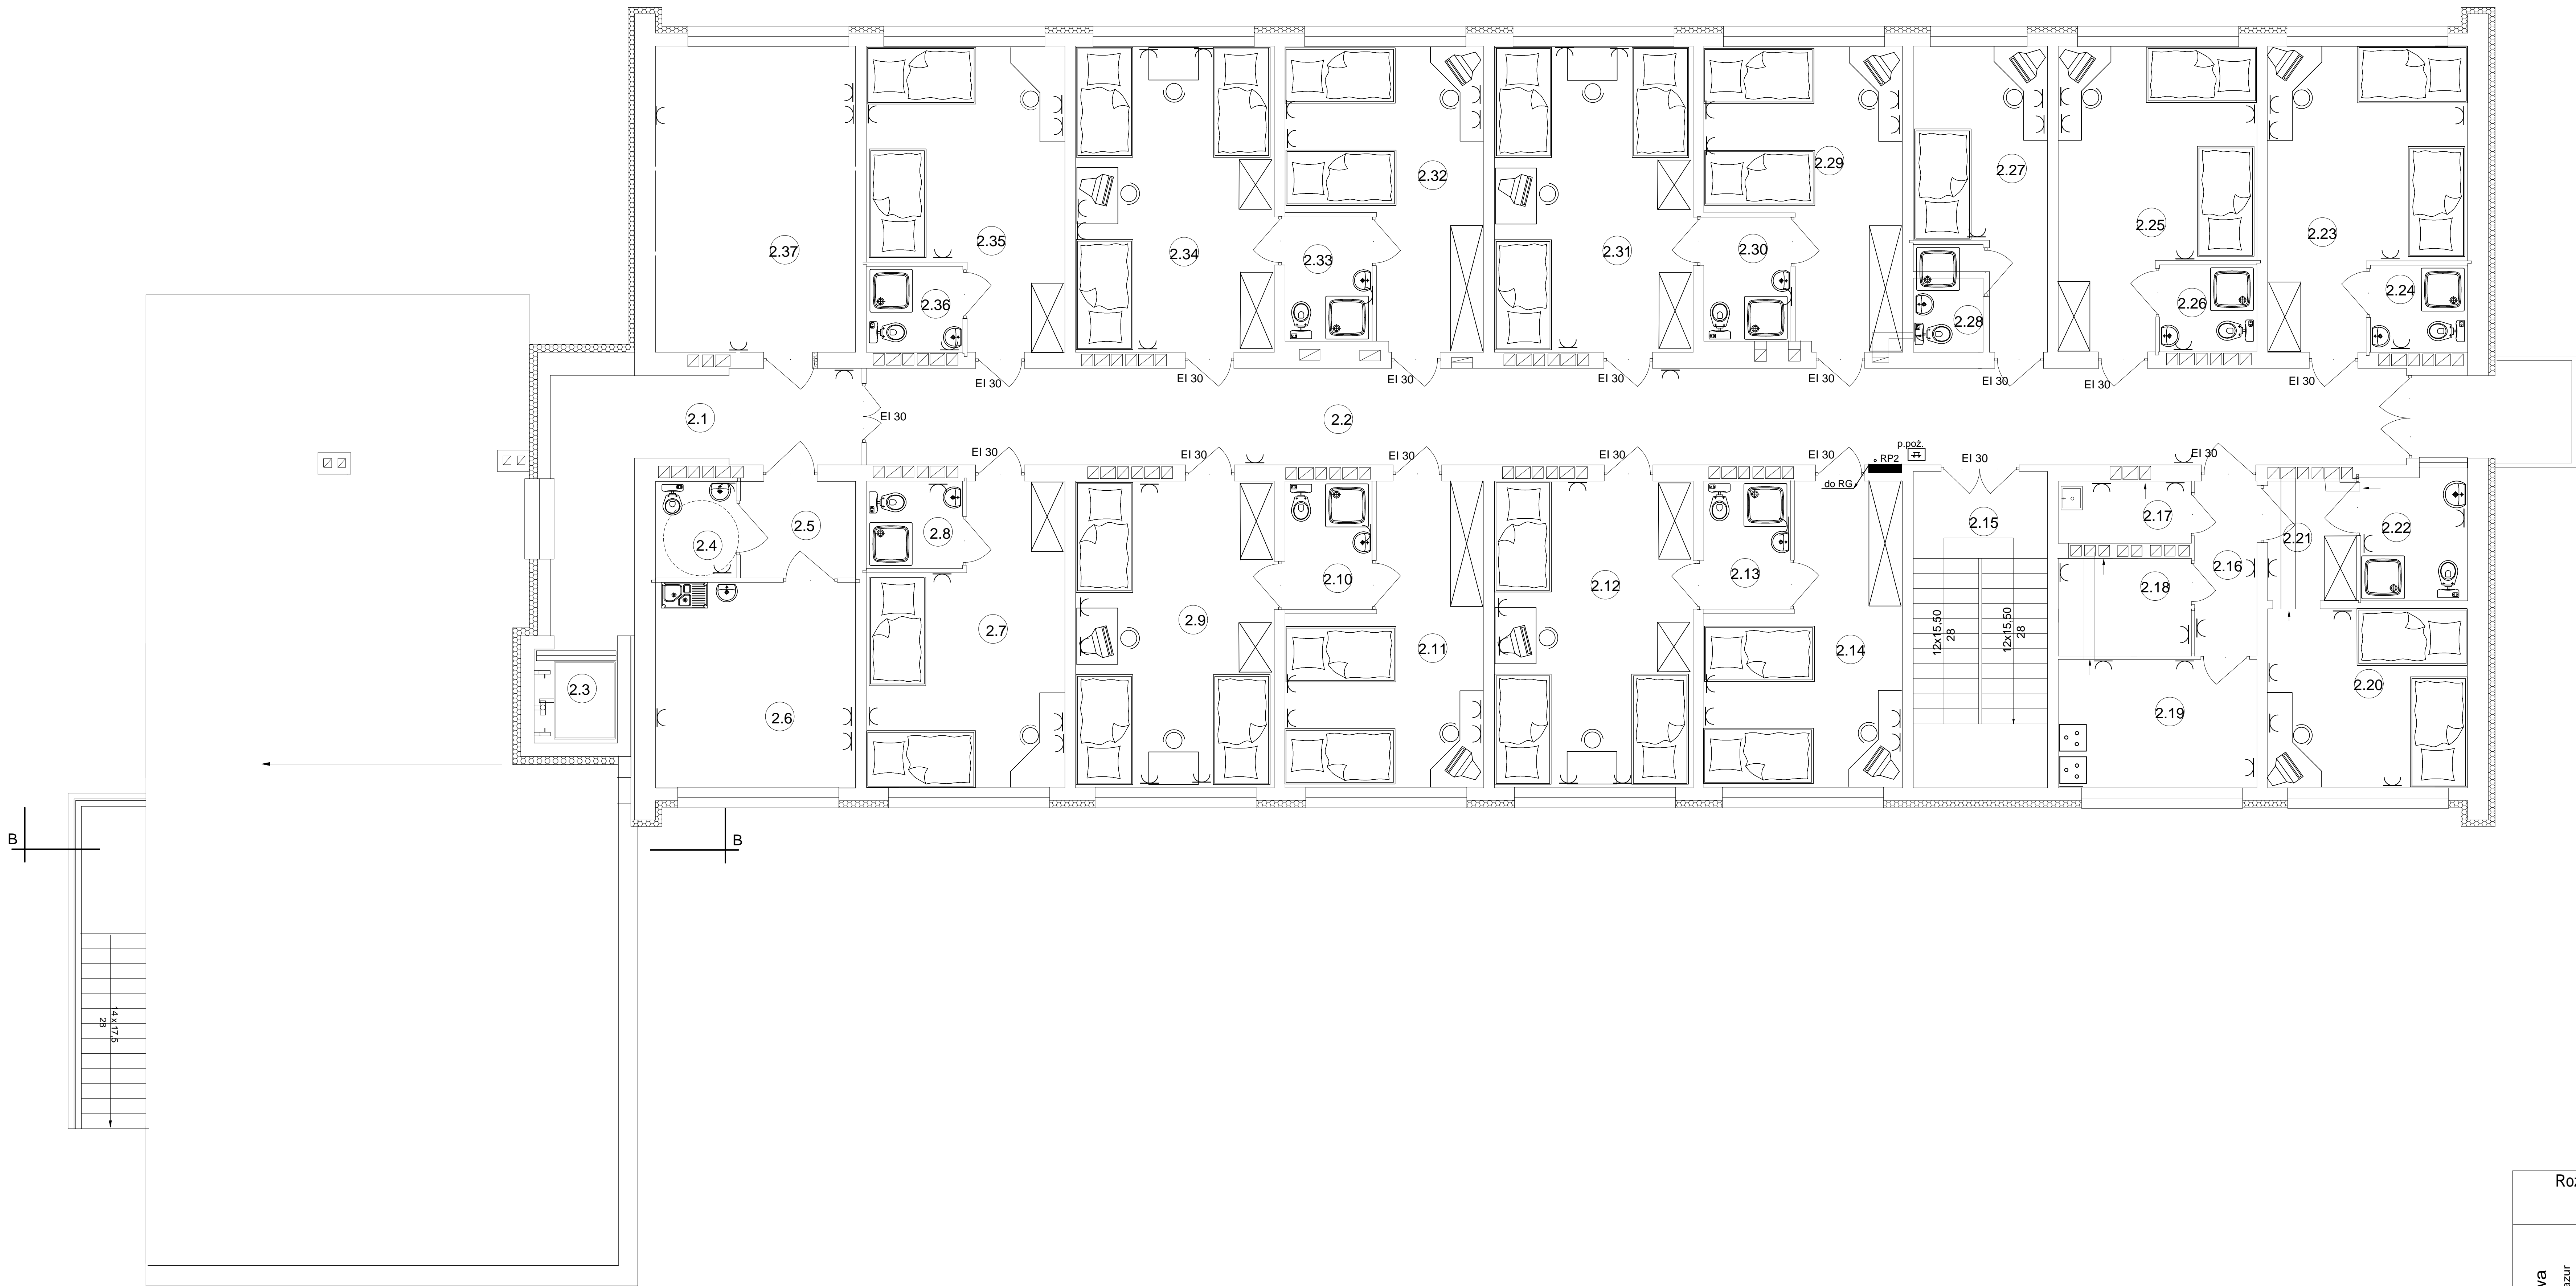 2.37
2.35
2.36
2.34
2.33
2.32
2.31
2.30
2.29
2.27
2.28
2.25
2.26
2.23
2.24
EI 30
EI 30
EI 30
EI 30
EI 30
EI 30
EI 30
EI 30
2.1
EI 30
2.2
EI 30
EI 30
EI 30
EI 30
EI 30
RP2
p.poż.
EI 30
EI 30
do RG
2.4
2.5
2.8
2.10
2.12
2.13
2.15
2.17
2.16
2.21
2.22
2.18
2.3
2.6
2.7
2.9
2.11
2.14
12x15,50
28
12x15,50
28
2.19
2.20
B
B
14 x 17,5
28